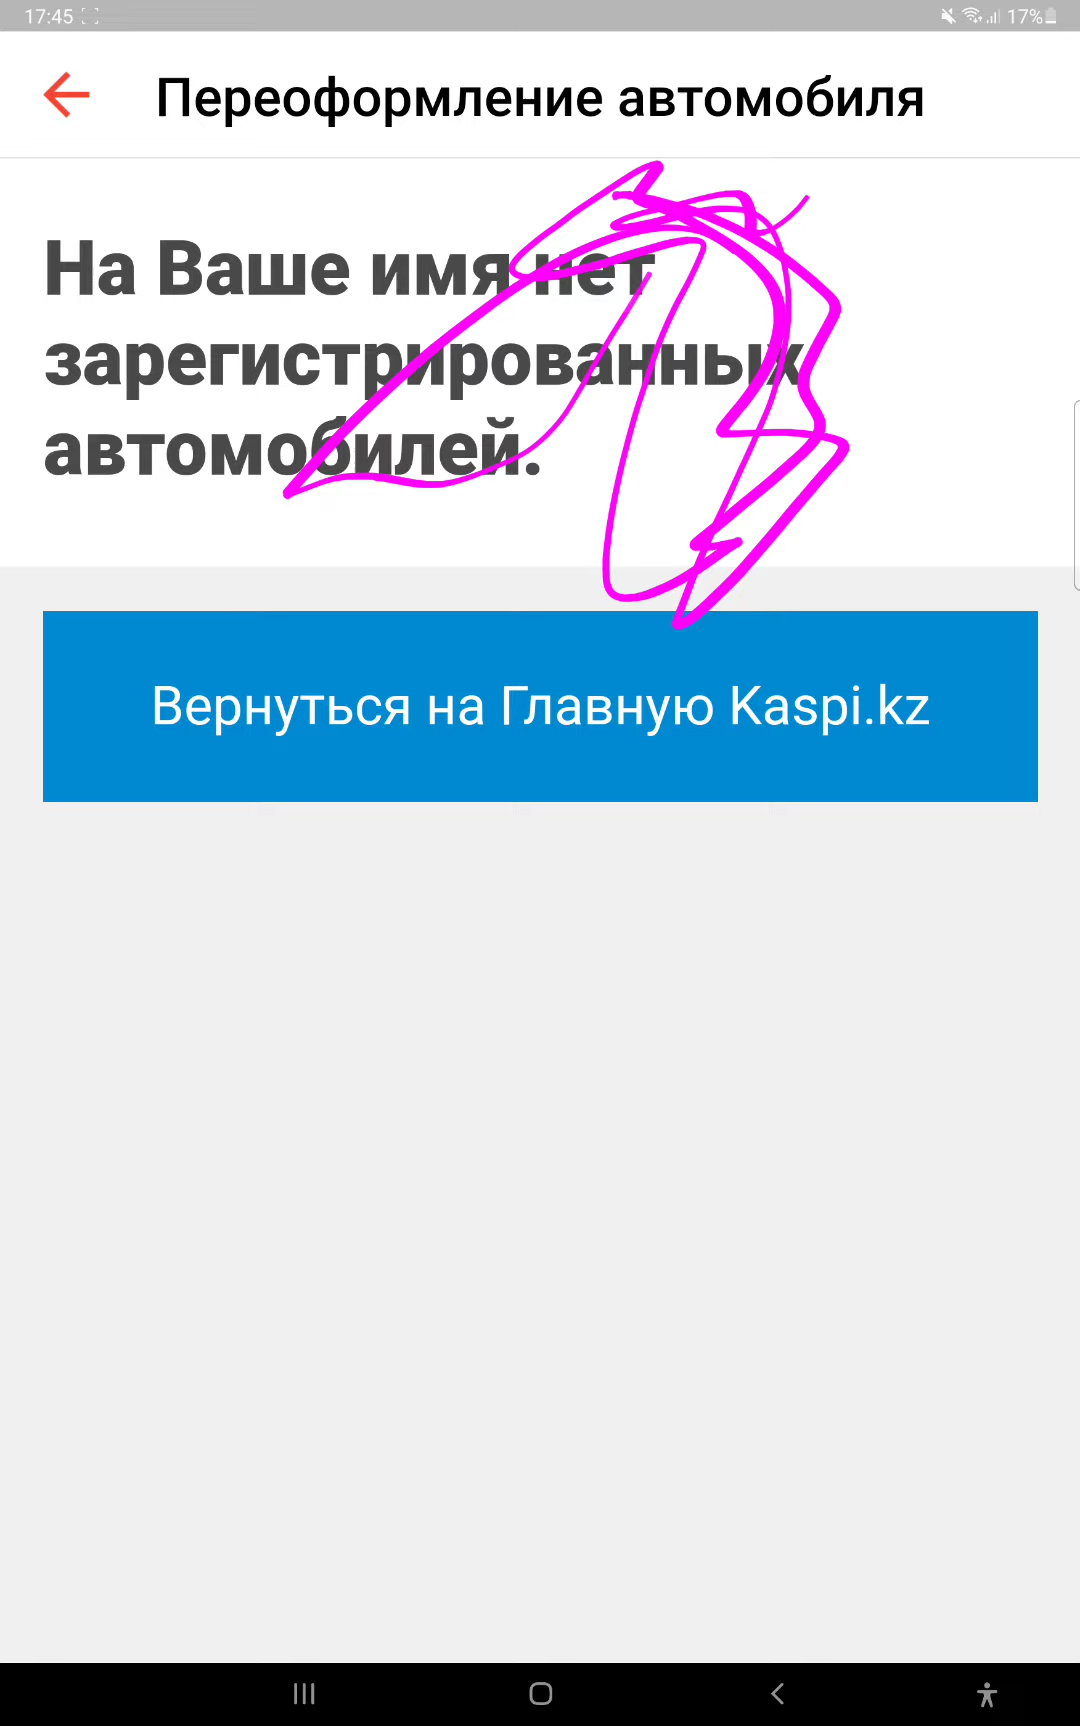 17:45
17%
Переоформление автомобиля
На Ваше имя нет
зарегистрированных
автомобилей.
Вернуться на Главную Kaspi.kz